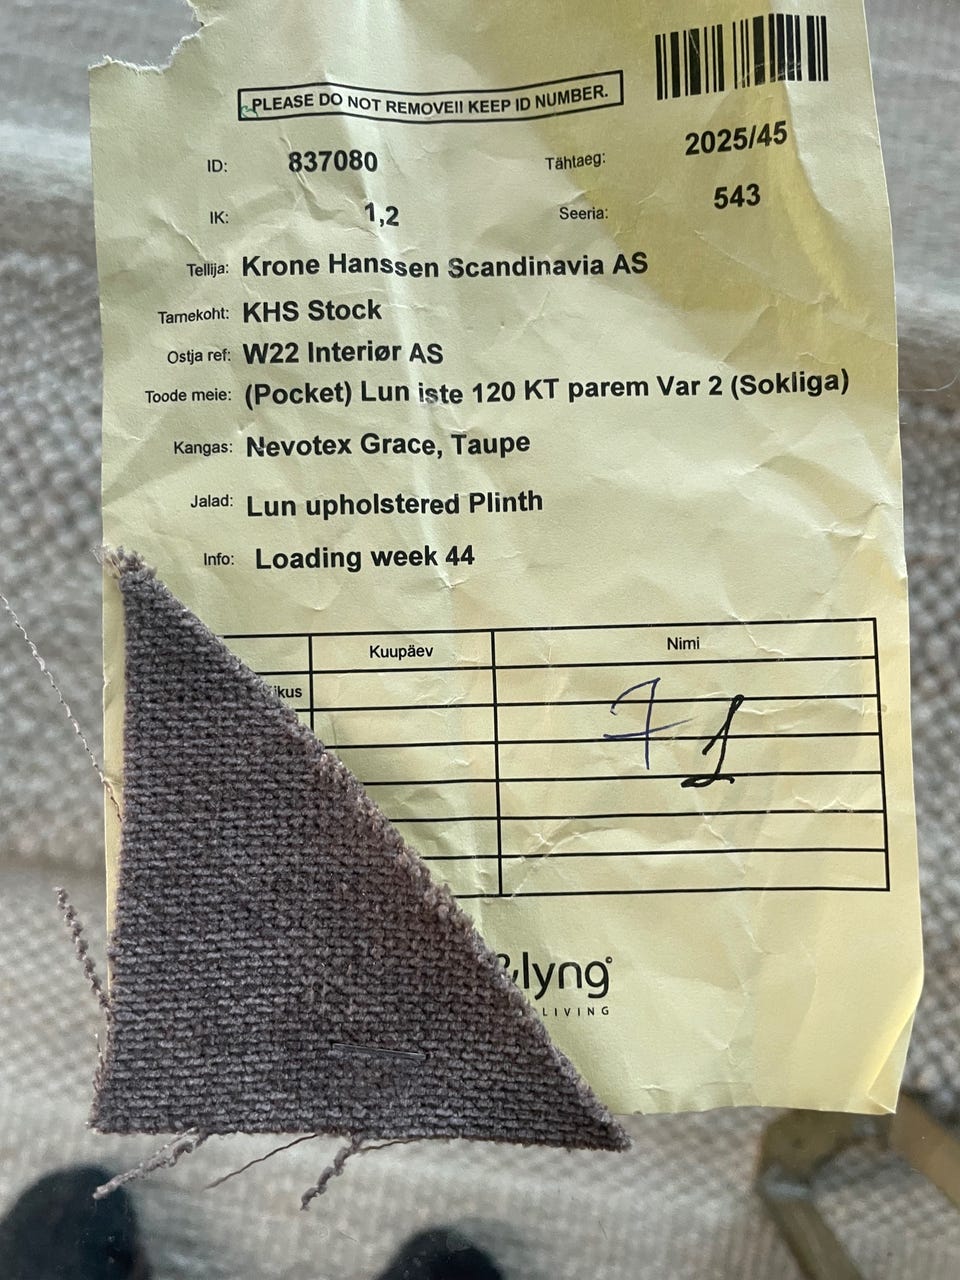 PLEASE DO NOT REMOVE!! KEEP ID NUMBER.
ID: 837080 Tähtaeg: 2025/45
IK: 1,2 Seeria: 543
Tellija: Krone Hanssen Scandinavia AS
Tarnekoht: KHS Stock
Ostja ref: W22 Interiør AS
Toode meie: (Pocket) Lun iste 120 KT parem Var 2 (Sokliga)
Kangas: Nevotex Grace, Taupe
Jalad: Lun upholstered Plinth
Info: Loading week 44
Kuupäev Nimi
ikus
lyng
LIVING